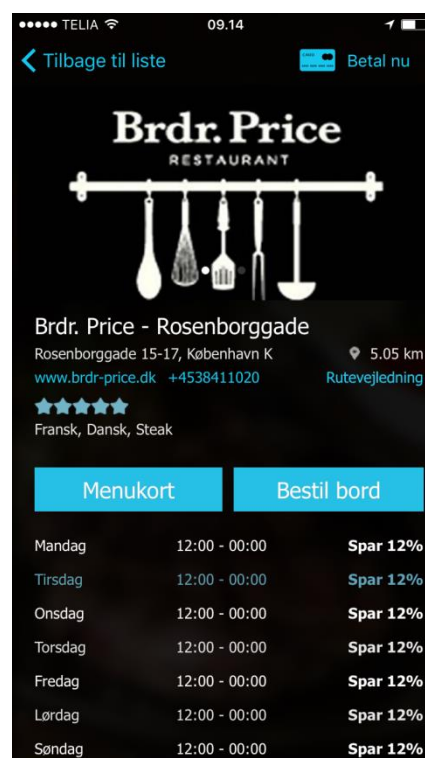 TELIA 09.14
Tilbage til liste Betal nu
Brdr. Price
RESTAURANT
Brdr. Price - Rosenborggade
Rosenborggade 15-17, København K 5.05 km
www.brdr-price.dk +4538411020 Rutevejledning
Fransk, Dansk, Steak
Menukort Bestil bord
Mandag 12:00 - 00:00 Spar 12%
Tirsdag 12:00 - 00:00 Spar 12%
Onsdag 12:00 - 00:00 Spar 12%
Torsdag 12:00 - 00:00 Spar 12%
Fredag 12:00 - 00:00 Spar 12%
Lørdag 12:00 - 00:00 Spar 12%
Søndag 12:00 - 00:00 Spar 12%